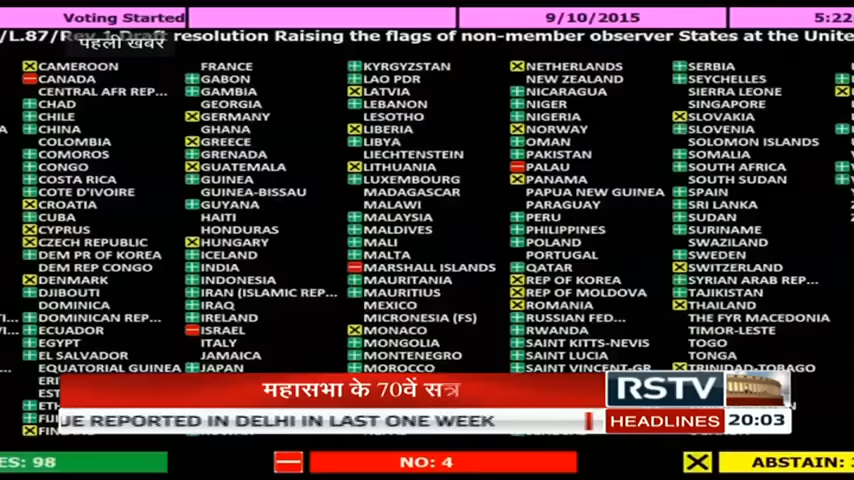 Voting Started 9/10/2015 5:22
/L.87/Rev.1 Draft resolution Raising the flags of non-member observer States at the Unite
पहली खबर
CAMEROON FRANCE KYRGYZSTAN NETHERLANDS SERBIA
CANADA GABON LAO PDR NEW ZEALAND SEYCHELLES
CENTRAL AFR REP... GAMBIA LATVIA NICARAGUA SIERRA LEONE
CHAD GEORGIA LEBANON NIGER SINGAPORE
CHILE GERMANY LESOTHO NIGERIA SLOVAKIA
CHINA GHANA LIBERIA NORWAY SLOVENIA
COLOMBIA GREECE LIBYA OMAN SOLOMON ISLANDS
COMOROS GRENADA LIECHTENSTEIN PAKISTAN SOMALIA
CONGO GUATEMALA LITHUANIA PALAU SOUTH AFRICA
COSTA RICA GUINEA LUXEMBOURG PANAMA SOUTH SUDAN
COTE D'IVOIRE GUINEA-BISSAU MADAGASCAR PAPUA NEW GUINEA SPAIN
CROATIA GUYANA MALAWI PARAGUAY SRI LANKA
CUBA HAITI MALAYSIA PERU SUDAN
CYPRUS HONDURAS MALDIVES PHILIPPINES SURINAME
CZECH REPUBLIC HUNGARY MALI POLAND SWAZILAND
DEM PR OF KOREA ICELAND MALTA PORTUGAL SWEDEN
DEM REP CONGO INDIA MARSHALL ISLANDS QATAR SWITZERLAND
DENMARK INDONESIA MAURITANIA REP OF KOREA SYRIAN ARAB REP...
DJIBOUTI IRAN (ISLAMIC REP... MAURITIUS REP OF MOLDOVA TAJIKISTAN
DOMINICA IRAQ MEXICO ROMANIA THAILAND
DOMINICAN REP... IRELAND MICRONESIA (FS) RUSSIAN FED... THE FYR MACEDONIA
ECUADOR ISRAEL MONACO RWANDA TIMOR-LESTE
EGYPT ITALY MONGOLIA SAINT KITTS-NEVIS TOGO
EL SALVADOR JAMAICA MONTENEGRO SAINT LUCIA TONGA
EQUATORIAL GUINEA JAPAN MOROCCO SAINT VINCENT-GR TRINIDAD-TOBAGO
महासभा के 70वें सत्र
RSTV
UE REPORTED IN DELHI IN LAST ONE WEEK
HEADLINES 20:03
ES: 98 NO: 4 ABSTAIN: